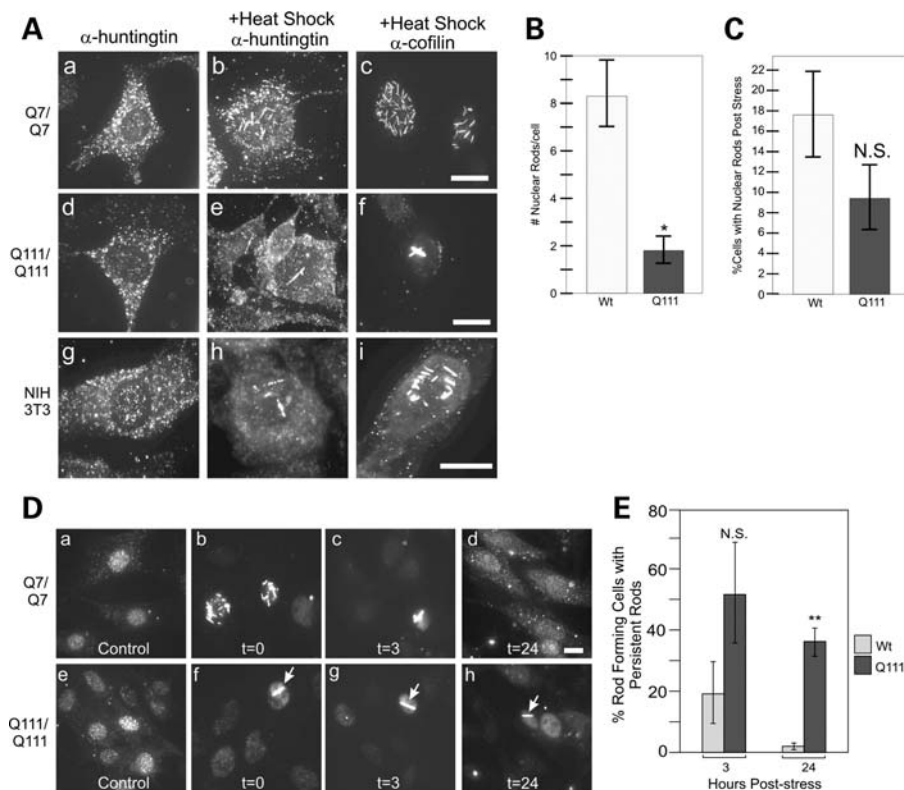 A
α-huntingtin
+Heat Shock
α-huntingtin
+Heat Shock
α-cofilin
Q7/
Q7
a
b
c
Q111/
Q111
d
e
f
NIH
3T3
g
h
i
B
# Nuclear Rods/cell
10
8
6
4
2
0
*
Wt
Q111
C
%Cells with Nuclear Rods Post Stress
22
20
18
16
14
12
10
8
6
4
2
0
N.S.
Wt
Q111
D
Q7/
Q7
a
Control
b
t=0
c
t=3
d
t=24
Q111/
Q111
e
Control
f
t=0
g
t=3
h
t=24
E
% Rod Forming Cells with
Persistent Rods
80
60
40
20
0
N.S.
**
3
24
Hours Post-stress
Wt
Q111